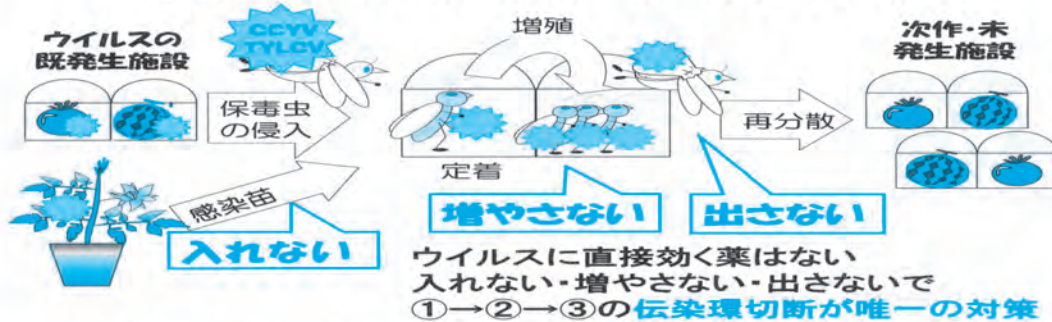 ウイルスの
既発生施設
CCYV
TYLCV
保毒虫
の侵入
感染苗
入れない
増殖
定着
増やさない
再分散
出さない
次作・未
発生施設
ウイルスに直接効く薬はない
入れない・増やさない・出さないで
①→②→③の伝染環切断が唯一の対策